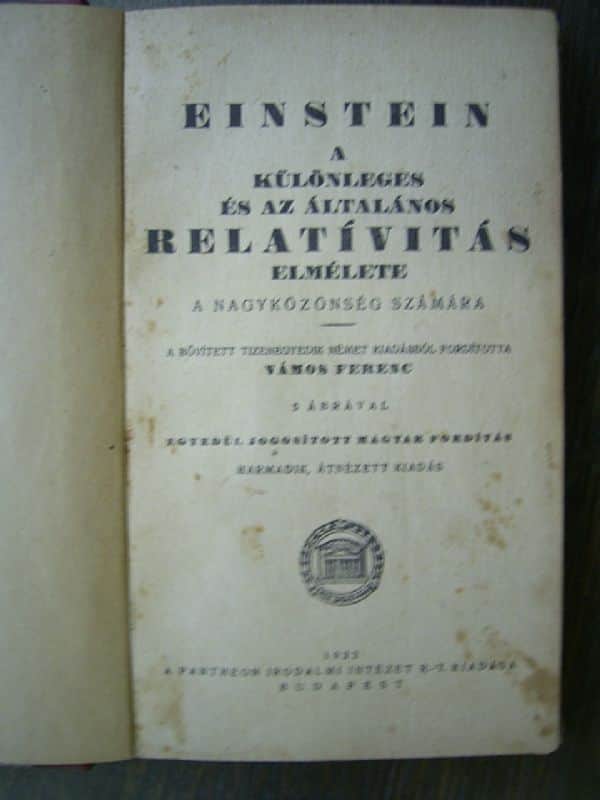 EINSTEIN
A
KÜLÖNLEGES
ÉS AZ ÁLTALÁNOS
RELATÍVITÁS
ELMÉLETE
A NAGYKÖZÖNSÉG SZÁMÁRA
A BŐVÍTETT TIZENEGYEDIK NÉMET KIADÁSBÓL FORDÍTOTTA
VÁMOS FERENC
ÁBRÁVAL
EGYEDÜL JOGOSÍTOTT MAGYAR FORDÍTÁS
HARMADIK, ÁTNÉZETT KIADÁS
A PANTHEON IRODALMI INTÉZET R.-T. KIADÁSA
BUDAPEST